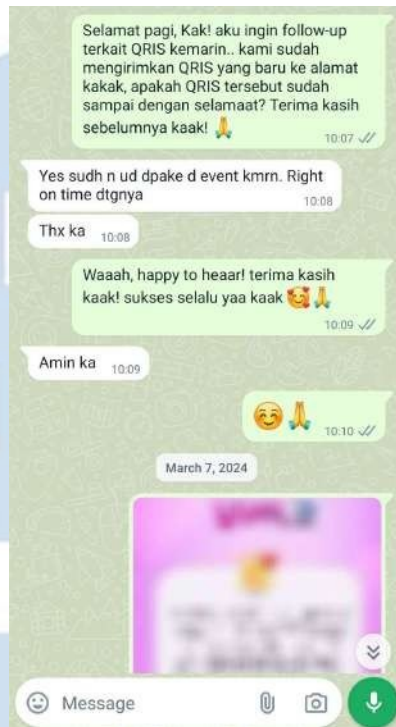 Selamat pagi, Kak! aku ingin follow-up
terkait QRIS kemarin.. kami sudah
mengirimkan QRIS yang baru ke alamat
kakak, apakah QRIS tersebut sudah
sampai dengan selamaat? Terima kasih
sebelumnya kaak! 🙏
10:07
Yes sudh n ud dpake d event kmrn. Right
on time dtgnya
10:08
Thx ka 10:08
Waaah, happy to heaar! terima kasih
kaak! sukses selalu yaa kaak 🥰🙏
10:09
Amin ka 10:09
☺️🙏 10:10
March 7, 2024
Message